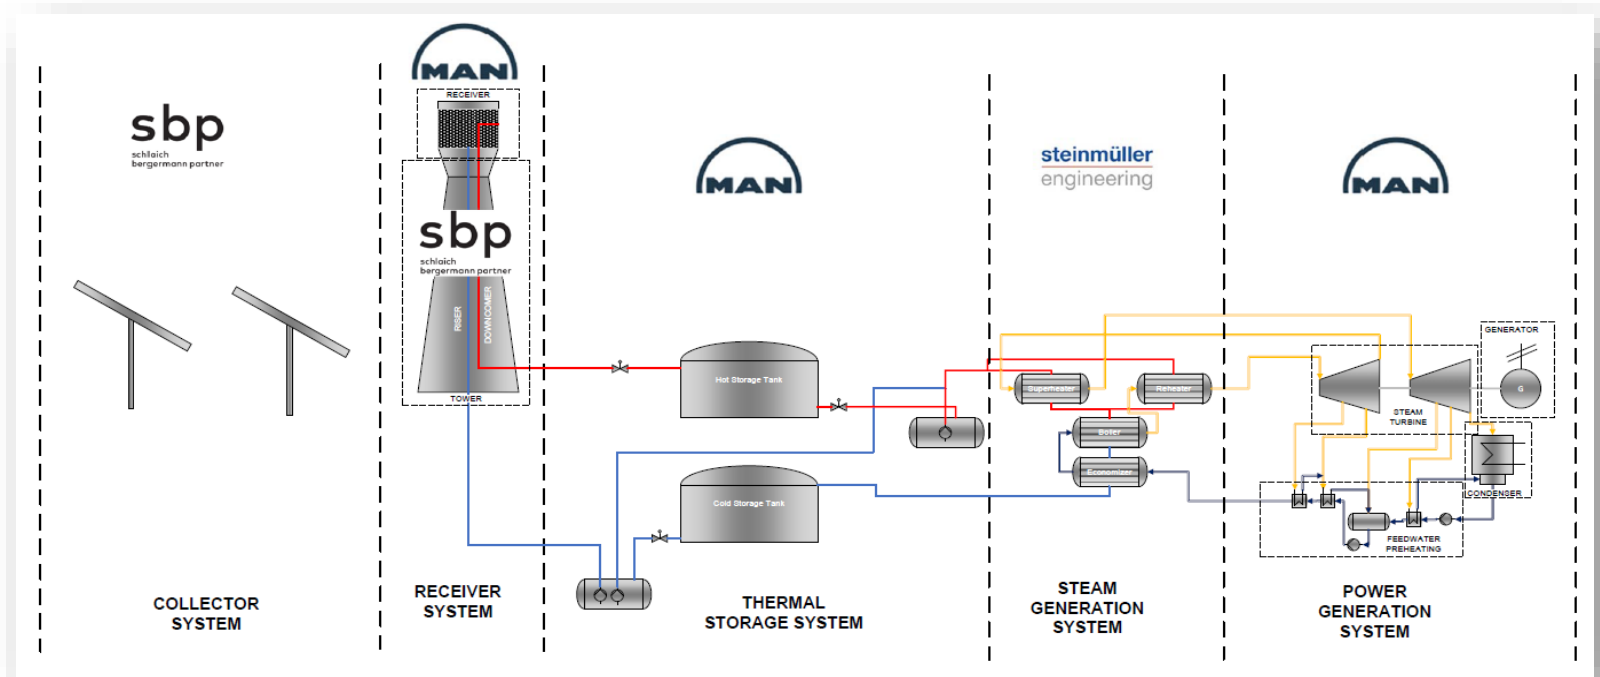 sbp
schlaich
bergermann partner
COLLECTOR
SYSTEM
MAN
RECEIVER
sbp
schlaich
bergermann partner
RISER
DOWNCOMER
TOWER
RECEIVER
SYSTEM
MAN
Hot Storage Tank
Cold Storage Tank
THERMAL
STORAGE SYSTEM
steinmüller
engineering
Superheater
Reheater
Boiler
Economizer
STEAM
GENERATION
SYSTEM
MAN
GENERATOR
G
STEAM
TURBINE
CONDENSER
FEEDWATER
PREHEATING
POWER
GENERATION
SYSTEM